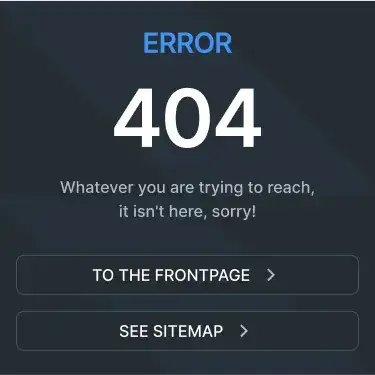 ERROR
404
Whatever you are trying to reach,
it isn't here, sorry!
TO THE FRONTPAGE
SEE SITEMAP